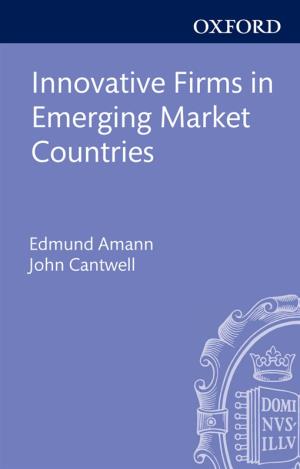 OXFORD
Innovative Firms in
Emerging Market
Countries
Edmund Amann
John Cantwell
DOMI
NVS·
ILLV